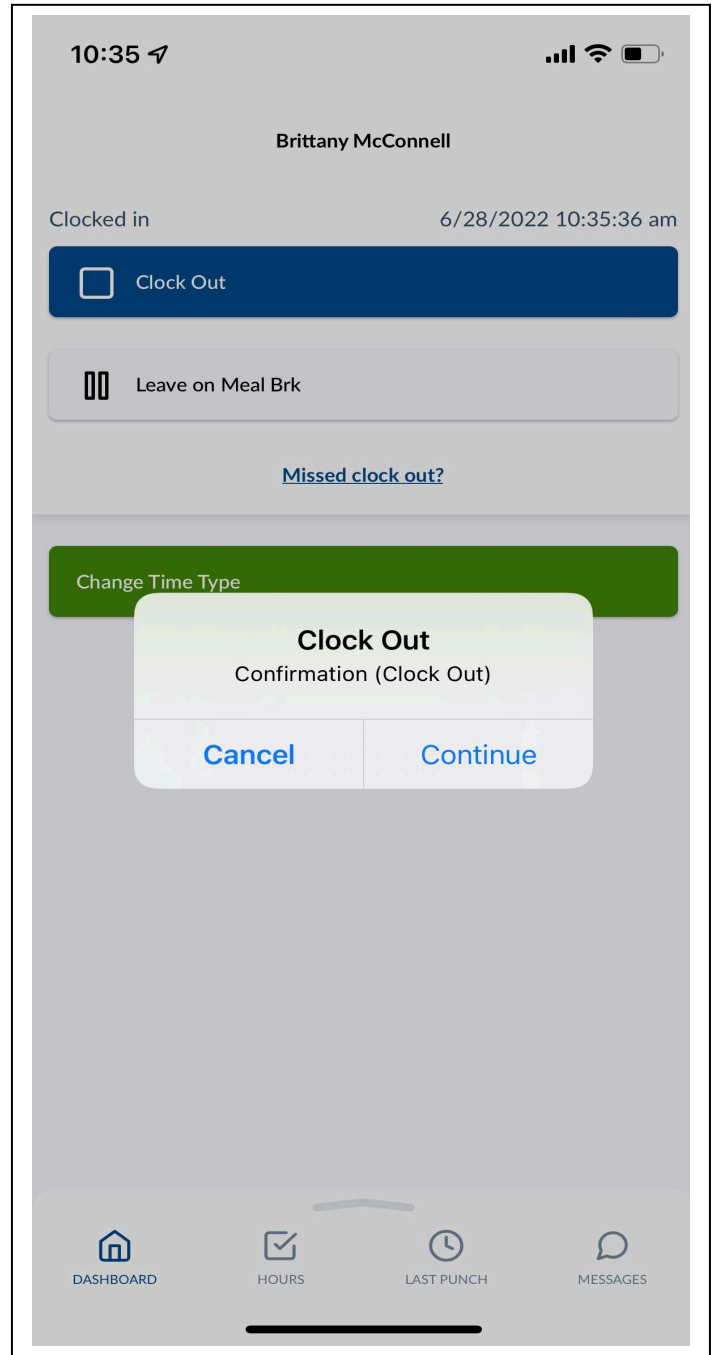 10:35
Brittany McConnell
Clocked in 6/28/2022 10:35:36 am
Clock Out
Leave on Meal Brk
Missed clock out?
Change Time Type
Clock Out
Confirmation (Clock Out)
Cancel Continue
DASHBOARD HOURS LAST PUNCH MESSAGES